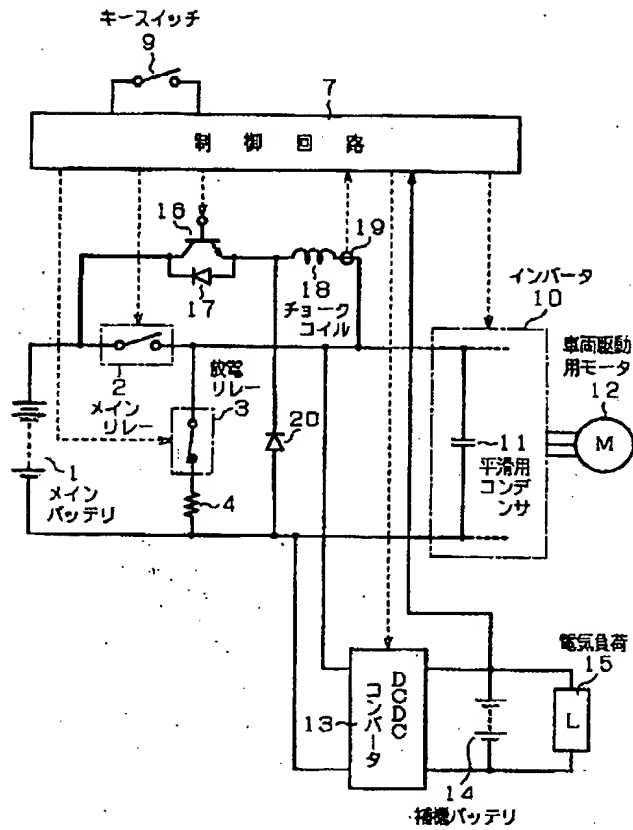 キースイッチ
9
7
制御回路
16
17
18
チョーク
コイル
19
インバータ
10
車両駆動
用モータ
12
M
2
メイン
リレー
放電
リレー
3
20
4
1
メイン
バッテリ
11
平滑用
コンデ
ンサ
13
DCDC
コンバータ
14
補機バッテリ
電気負荷
15
L